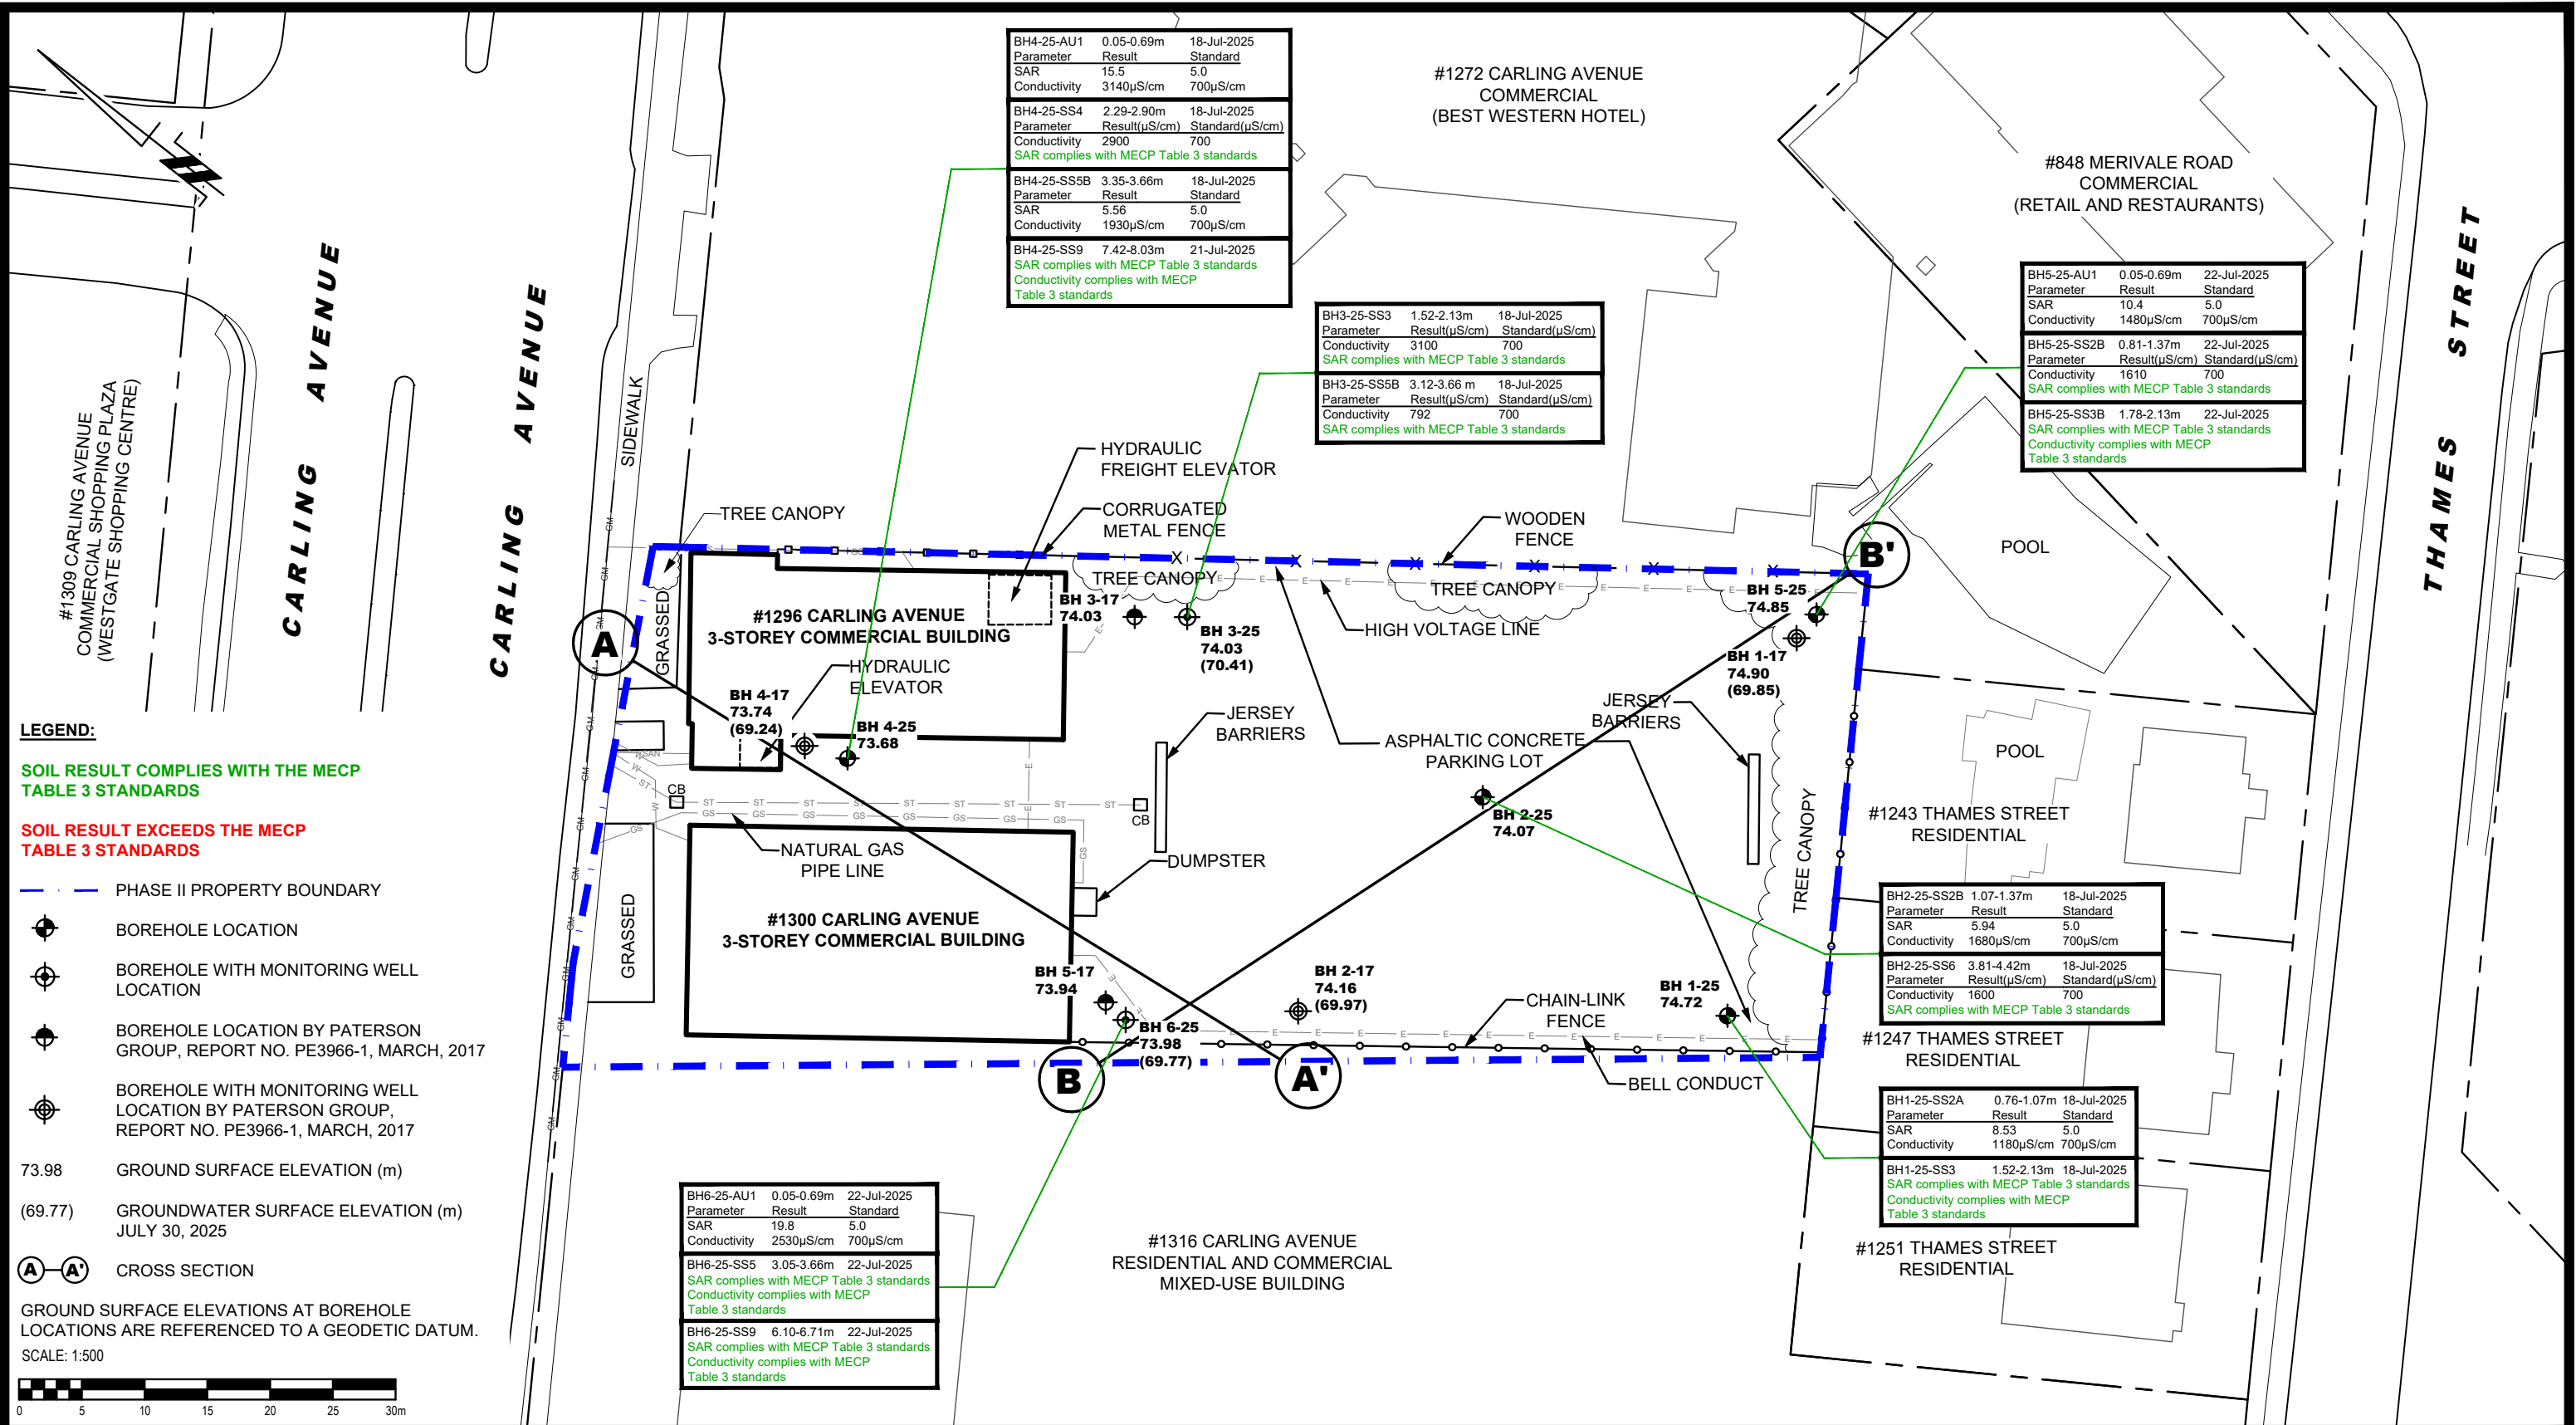 BH4-25-AU1 0.05-0.69m 18-Jul-2025
Parameter Result Standard
SAR 15.5 5.0
Conductivity 3140µS/cm 700µS/cm
BH4-25-SS4 2.29-2.90m 18-Jul-2025
Parameter Result(µS/cm) Standard(µS/cm)
Conductivity 2900 700
SAR complies with MECP Table 3 standards
BH4-25-SS5B 3.35-3.66m 18-Jul-2025
Parameter Result Standard
SAR 5.56 5.0
Conductivity 1930µS/cm 700µS/cm
BH4-25-SS9 7.42-8.03m 21-Jul-2025
SAR complies with MECP Table 3 standards
Conductivity complies with MECP
Table 3 standards
#1272 CARLING AVENUE
COMMERCIAL
(BEST WESTERN HOTEL)
#848 MERIVALE ROAD
COMMERCIAL
(RETAIL AND RESTAURANTS)
BH3-25-SS3 1.52-2.13m 18-Jul-2025
Parameter Result(µS/cm) Standard(µS/cm)
Conductivity 3100 700
SAR complies with MECP Table 3 standards
BH3-25-SS5B 3.12-3.66 m 18-Jul-2025
Parameter Result(µS/cm) Standard(µS/cm)
Conductivity 792 700
SAR complies with MECP Table 3 standards
BH5-25-AU1 0.05-0.69m 22-Jul-2025
Parameter Result Standard
SAR 10.4 5.0
Conductivity 1480µS/cm 700µS/cm
BH5-25-SS2B 0.81-1.37m 22-Jul-2025
Parameter Result(µS/cm) Standard(µS/cm)
Conductivity 1610 700
SAR complies with MECP Table 3 standards
BH5-25-SS3B 1.78-2.13m 22-Jul-2025
SAR complies with MECP Table 3 standards
Conductivity complies with MECP
Table 3 standards
THAMES STREET
#1309 CARLING AVENUE
COMMERCIAL SHOPPING PLAZA
(WESTGATE SHOPPING CENTRE)
CARLING AVENUE
CARLING AVENUE
SIDEWALK
HYDRAULIC
FREIGHT ELEVATOR
TREE CANOPY
CORRUGATED
METAL FENCE
WOODEN
FENCE
POOL
B'
TREE CANOPY
TREE CANOPY
BH 3-17
74.03
BH 3-25
74.03
(70.41)
HIGH VOLTAGE LINE
BH 5-25
74.85
BH 1-17
74.90
(69.85)
A
GRASSED
#1296 CARLING AVENUE
3-STOREY COMMERCIAL BUILDING
HYDRAULIC
ELEVATOR
BH 4-17
73.74
(69.24)
BH 4-25
73.68
JERSEY
BARRIERS
JERSEY
BARRIERS
ASPHALTIC CONCRETE
PARKING LOT
POOL
CB
CB
BH 2-25
74.07
#1243 THAMES STREET
RESIDENTIAL
NATURAL GAS
PIPE LINE
DUMPSTER
TREE CANOPY
GRASSED
#1300 CARLING AVENUE
3-STOREY COMMERCIAL BUILDING
BH2-25-SS2B 1.07-1.37m 18-Jul-2025
Parameter Result Standard
SAR 5.94 5.0
Conductivity 1680µS/cm 700µS/cm
BH2-25-SS6 3.81-4.42m 18-Jul-2025
Parameter Result(µS/cm) Standard(µS/cm)
Conductivity 1600 700
SAR complies with MECP Table 3 standards
BH 5-17
73.94
BH 6-25
73.98
(69.77)
BH 2-17
74.16
(69.97)
BH 1-25
74.72
CHAIN-LINK
FENCE
BELL CONDUCT
B
A'
#1247 THAMES STREET
RESIDENTIAL
BH1-25-SS2A 0.76-1.07m 18-Jul-2025
Parameter Result Standard
SAR 8.53 5.0
Conductivity 1180µS/cm 700µS/cm
BH1-25-SS3 1.52-2.13m 18-Jul-2025
SAR complies with MECP Table 3 standards
Conductivity complies with MECP
Table 3 standards
#1251 THAMES STREET
RESIDENTIAL
BH6-25-AU1 0.05-0.69m 22-Jul-2025
Parameter Result Standard
SAR 19.8 5.0
Conductivity 2530µS/cm 700µS/cm
BH6-25-SS5 3.05-3.66m 22-Jul-2025
SAR complies with MECP Table 3 standards
Conductivity complies with MECP
Table 3 standards
BH6-25-SS9 6.10-6.71m 22-Jul-2025
SAR complies with MECP Table 3 standards
Conductivity complies with MECP
Table 3 standards
#1316 CARLING AVENUE
RESIDENTIAL AND COMMERCIAL
MIXED-USE BUILDING
LEGEND:
SOIL RESULT COMPLIES WITH THE MECP
TABLE 3 STANDARDS
SOIL RESULT EXCEEDS THE MECP
TABLE 3 STANDARDS
PHASE II PROPERTY BOUNDARY
BOREHOLE LOCATION
BOREHOLE WITH MONITORING WELL
LOCATION
BOREHOLE LOCATION BY PATERSON
GROUP, REPORT NO. PE3966-1, MARCH, 2017
BOREHOLE WITH MONITORING WELL
LOCATION BY PATERSON GROUP,
REPORT NO. PE3966-1, MARCH, 2017
73.98 GROUND SURFACE ELEVATION (m)
(69.77) GROUNDWATER SURFACE ELEVATION (m)
JULY 30, 2025
A A' CROSS SECTION
GROUND SURFACE ELEVATIONS AT BOREHOLE
LOCATIONS ARE REFERENCED TO A GEODETIC DATUM.
SCALE: 1:500
0 5 10 15 20 25 30m